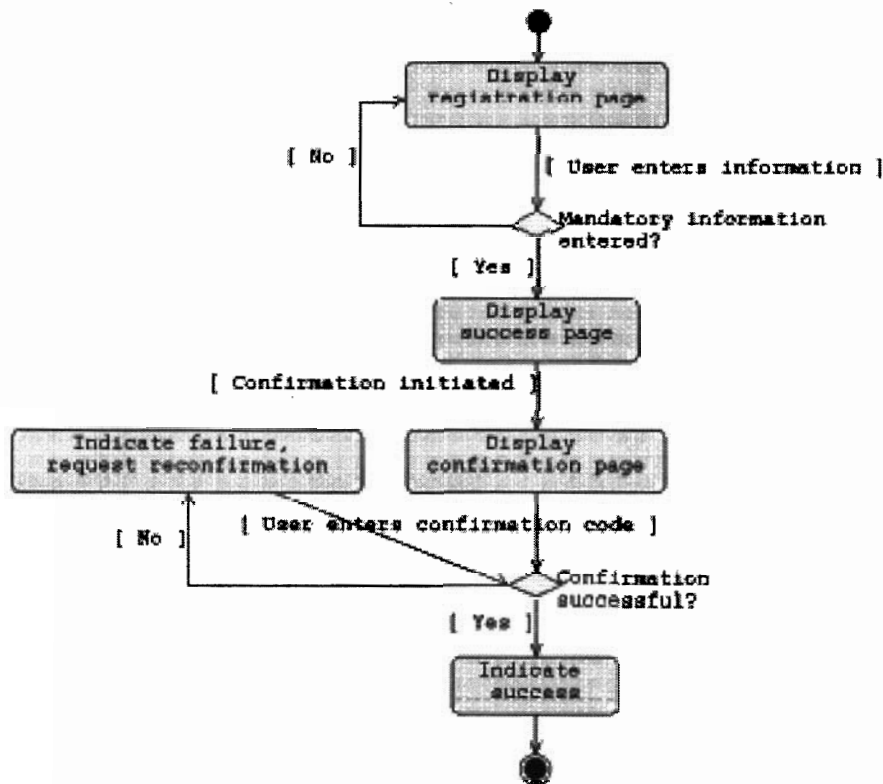 Display
registration page
[ No ]
[ User enters information ]
Mandatory information
entered?
[ Yes ]
Display
success page
[ Confirmation initiated ]
Indicate failure,
request reconfirmation
Display
confirmation page
[ User enters confirmation code ]
[ No ]
Confirmation
successful?
[ Yes ]
Indicate
success